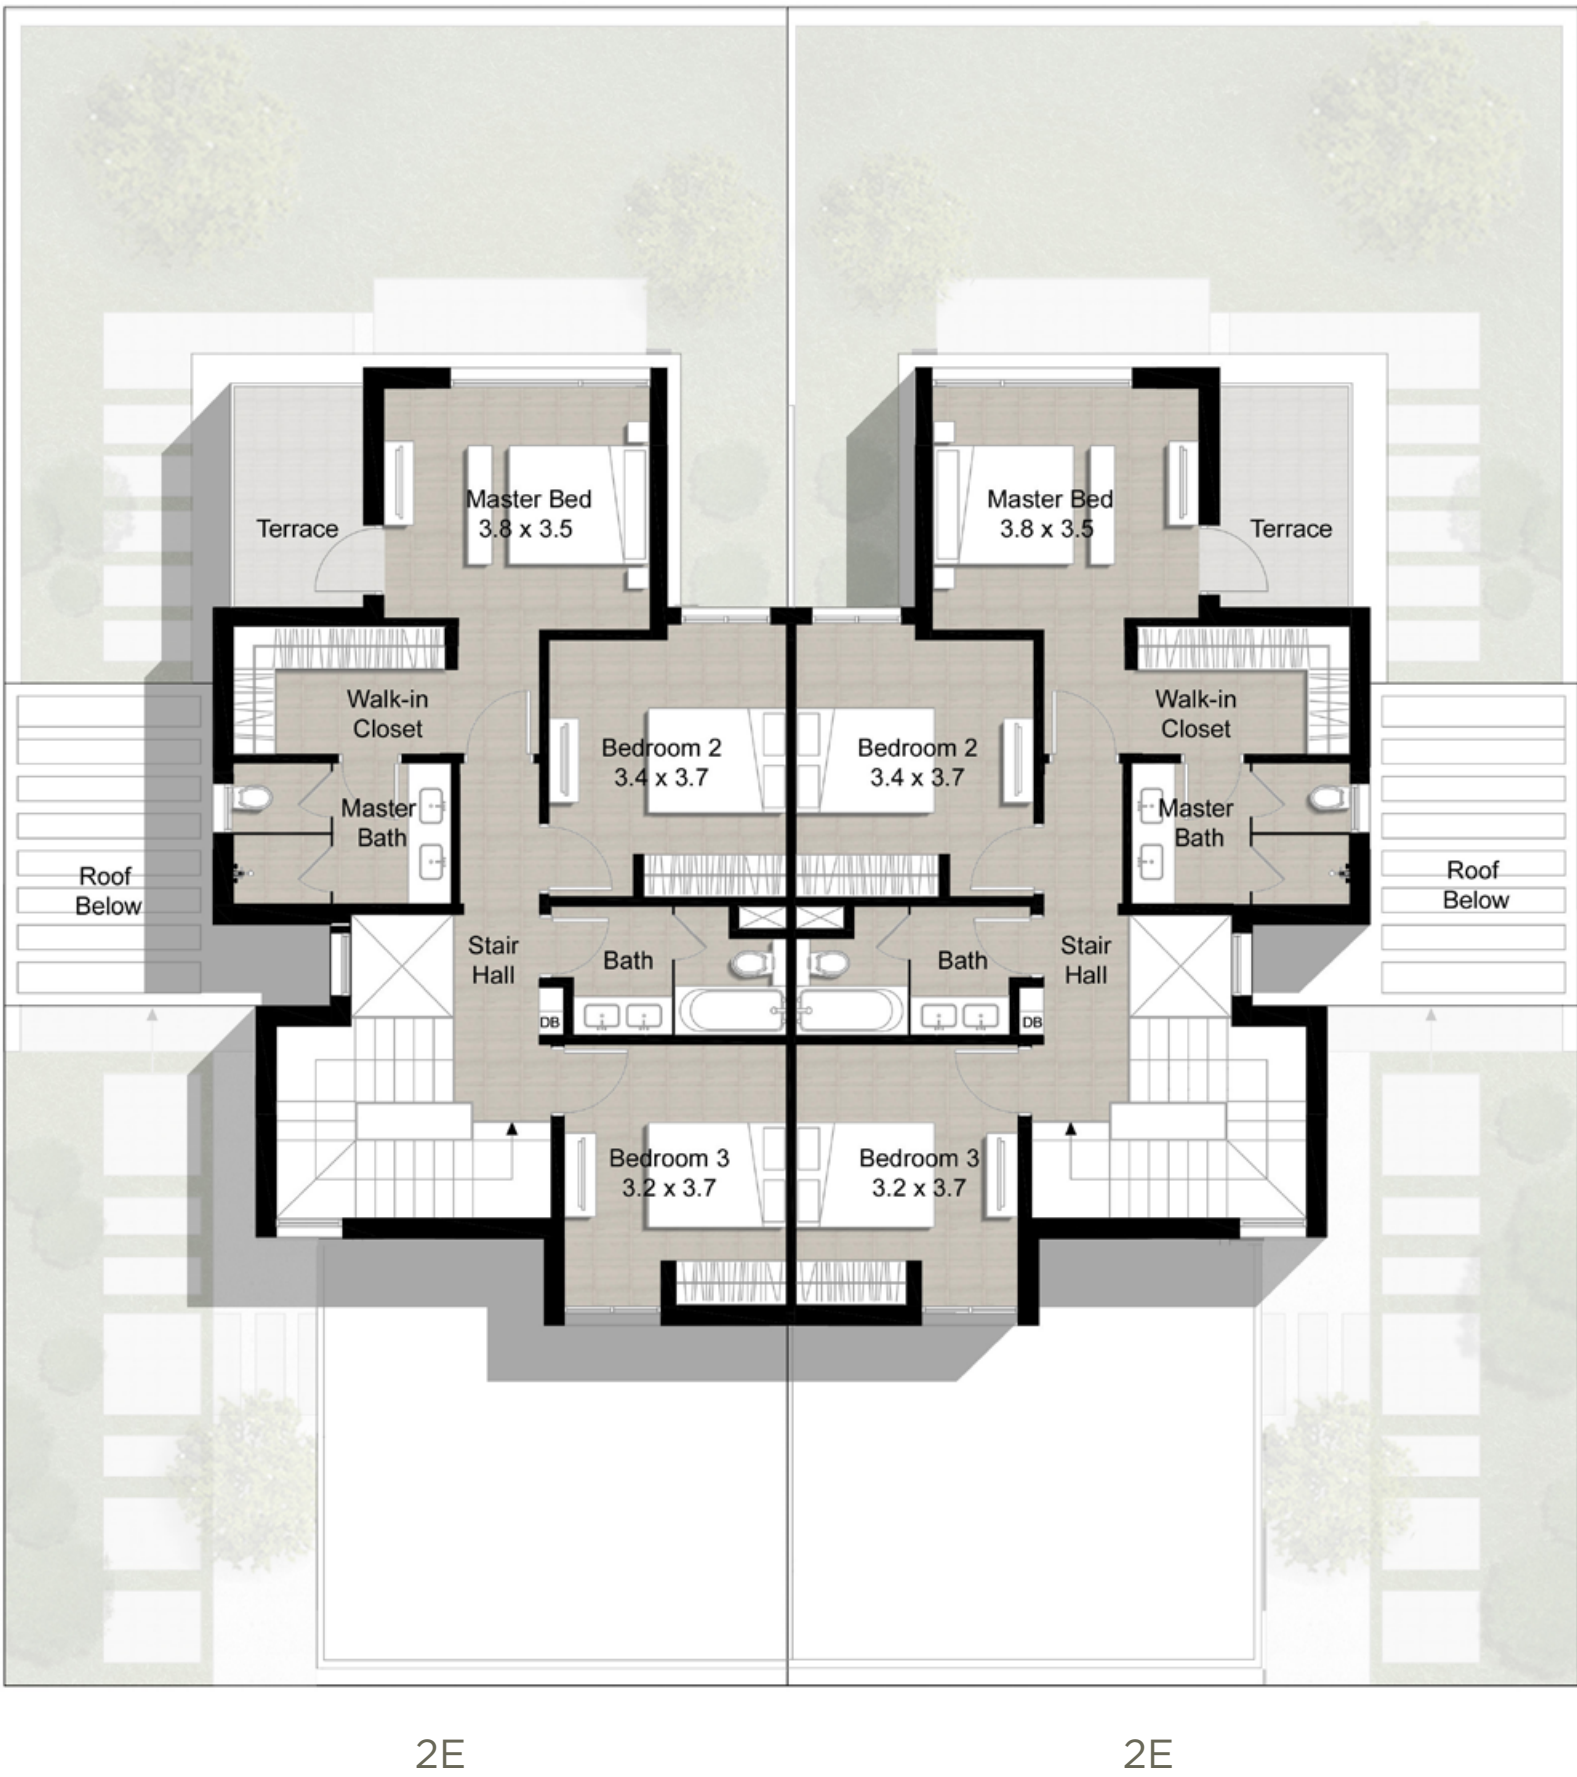 Master Bed
3.8 x 3.5
Master Bed
3.8 x 3.5
Terrace
Terrace
Walk-in
Closet
Walk-in
Closet
Bedroom 2
3.4 x 3.7
Bedroom 2
3.4 x 3.7
Master
Bath
Master
Bath
Roof
Below
Roof
Below
Stair
Hall
Bath
Bath
Stair
Hall
DB
DB
Bedroom 3
3.2 x 3.7
Bedroom 3
3.2 x 3.7
2E
2E